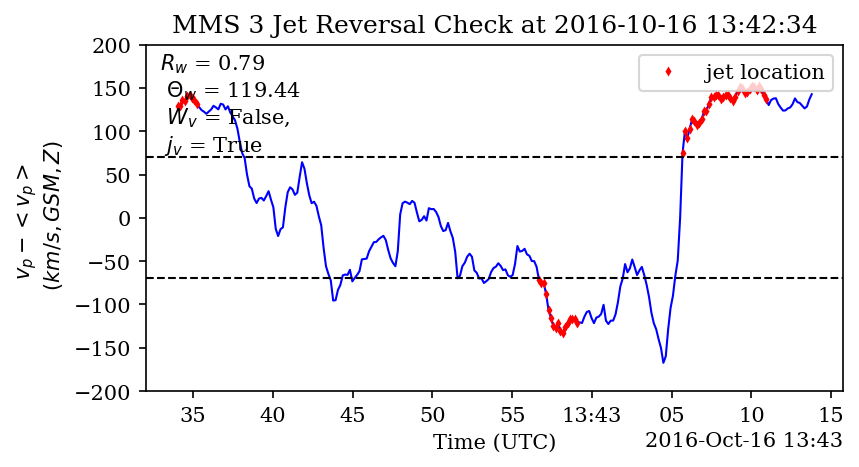 MMS 3 Jet Reversal Check at 2016-10-16 13:42:34
R_w = 0.79
Θ_w = 119.44
W_v = False,
j_v = True
jet location
v_p − <v_p>
(km/s, GSM, Z)
200
150
100
50
0
−50
−100
−150
−200
35 40 45 50 55 13:43 05 10 15
Time (UTC)
2016-Oct-16 13:43